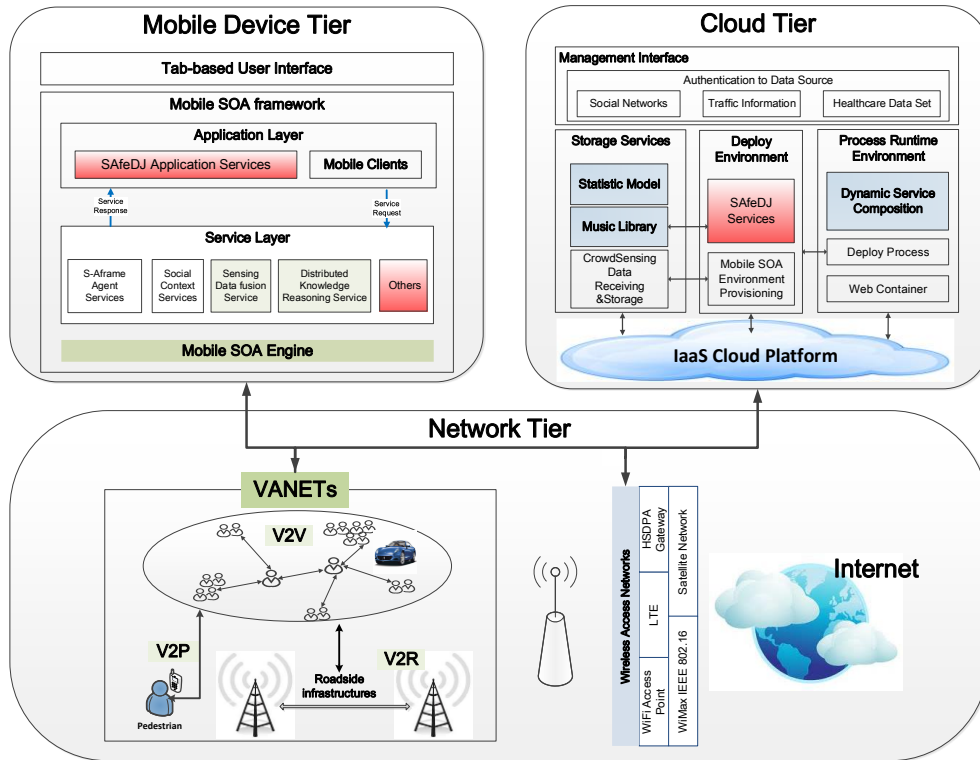 Mobile Device Tier
Tab-based User Interface
Mobile SOA framework
Application Layer
SAfeDJ Application Services
Mobile Clients
Service
Response
Service
Request
Service Layer
S-Aframe
Agent
Services
Social
Context
Services
Sensing
Data fusion
Service
Distributed
Knowledge
Reasoning Service
Others
Mobile SOA Engine
Cloud Tier
Management Interface
Authentication to Data Source
Social Networks
Traffic Information
Healthcare Data Set
Storage Services
Statistic Model
Music Library
CrowdSensing
Data
Receiving
&Storage
Deploy
Environment
SAfeDJ
Services
Mobile SOA
Environment
Provisioning
Process Runtime
Environment
Dynamic Service
Composition
Deploy Process
Web Container
IaaS Cloud Platform
Network Tier
VANETs
V2V
V2P
Pedestrian
V2R
Roadside
infrastructures
Wireless Access Networks
HSDPA
Gateway
LTE
WiFi Access
Point
Satellite Network
WiMax IEEE 802.16
Internet